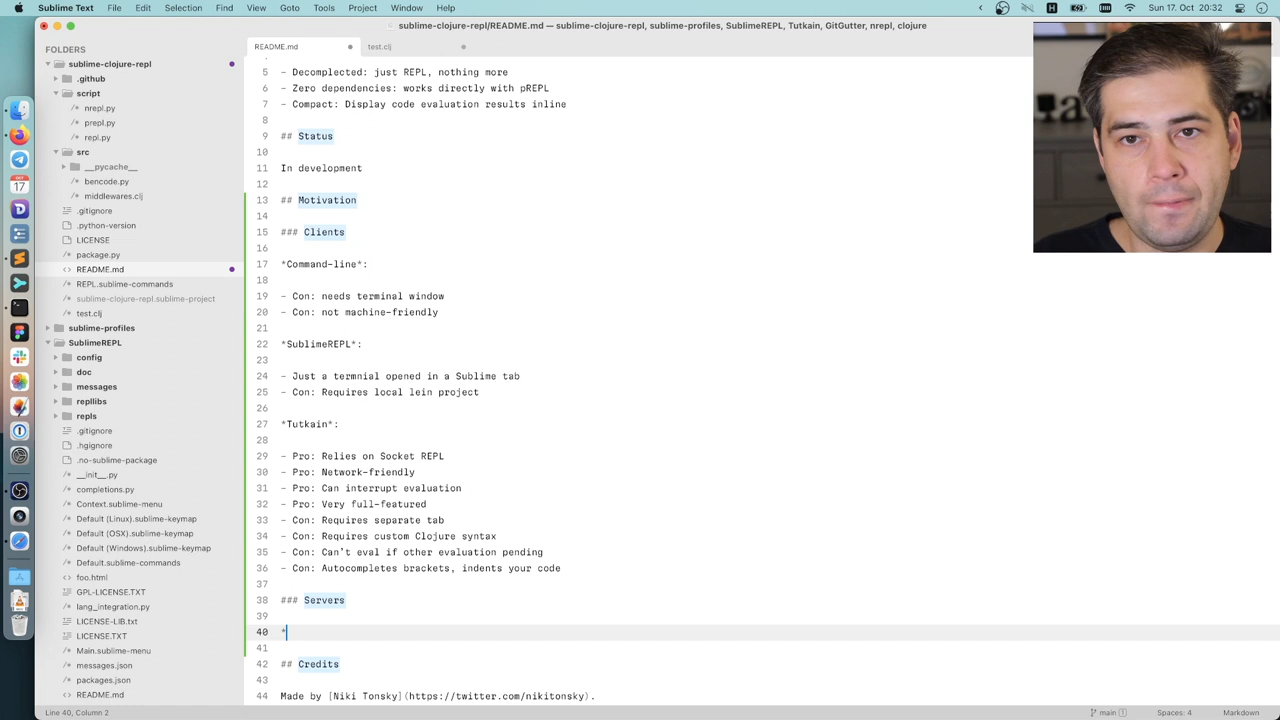 Sublime Text File Edit Selection Find View Goto Tools Project Window Help
Sun 17. Oct 20:32
sublime-clojure-repl/README.md — sublime-clojure-repl, sublime-profiles, SublimeREPL, Tutkain, GitGutter, nrepl, clojure
FOLDERS
sublime-clojure-repl
.github
script
nrepl.py
prepl.py
repl.py
src
__pycache__
bencode.py
middlewares.clj
.gitignore
.python-version
LICENSE
package.py
README.md
REPL.sublime-commands
sublime-clojure-repl.sublime-project
test.clj
sublime-profiles
SublimeREPL
config
doc
messages
repllibs
repls
.gitignore
.hgignore
.no-sublime-package
__init__.py
completions.py
Context.sublime-menu
Default (Linux).sublime-keymap
Default (OSX).sublime-keymap
Default (Windows).sublime-keymap
Default.sublime-commands
foo.html
GPL-LICENSE.TXT
lang_integration.py
LICENSE-LIB.txt
LICENSE.TXT
Main.sublime-menu
messages.json
packages.json
README.md
README.md test.clj
5 - Decomplected: just REPL, nothing more
6 - Zero dependencies: works directly with pREPL
7 - Compact: Display code evaluation results inline
8
9 ## Status
10
11 In development
12
13 ## Motivation
14
15 ### Clients
16
17 *Command-line*:
18
19 - Con: needs terminal window
20 - Con: not machine-friendly
21
22 *SublimeREPL*:
23
24 - Just a termnial opened in a Sublime tab
25 - Con: Requires local lein project
26
27 *Tutkain*:
28
29 - Pro: Relies on Socket REPL
30 - Pro: Network-friendly
31 - Pro: Can interrupt evaluation
32 - Pro: Very full-featured
33 - Con: Requires separate tab
34 - Con: Requires custom Clojure syntax
35 - Con: Can't eval if other evaluation pending
36 - Con: Autocompletes brackets, indents your code
37
38 ### Servers
39
40 *
41
42 ## Credits
43
44 Made by [Niki Tonsky](https://twitter.com/nikitonsky).
Line 40, Column 2
main 1 Spaces: 4 Markdown